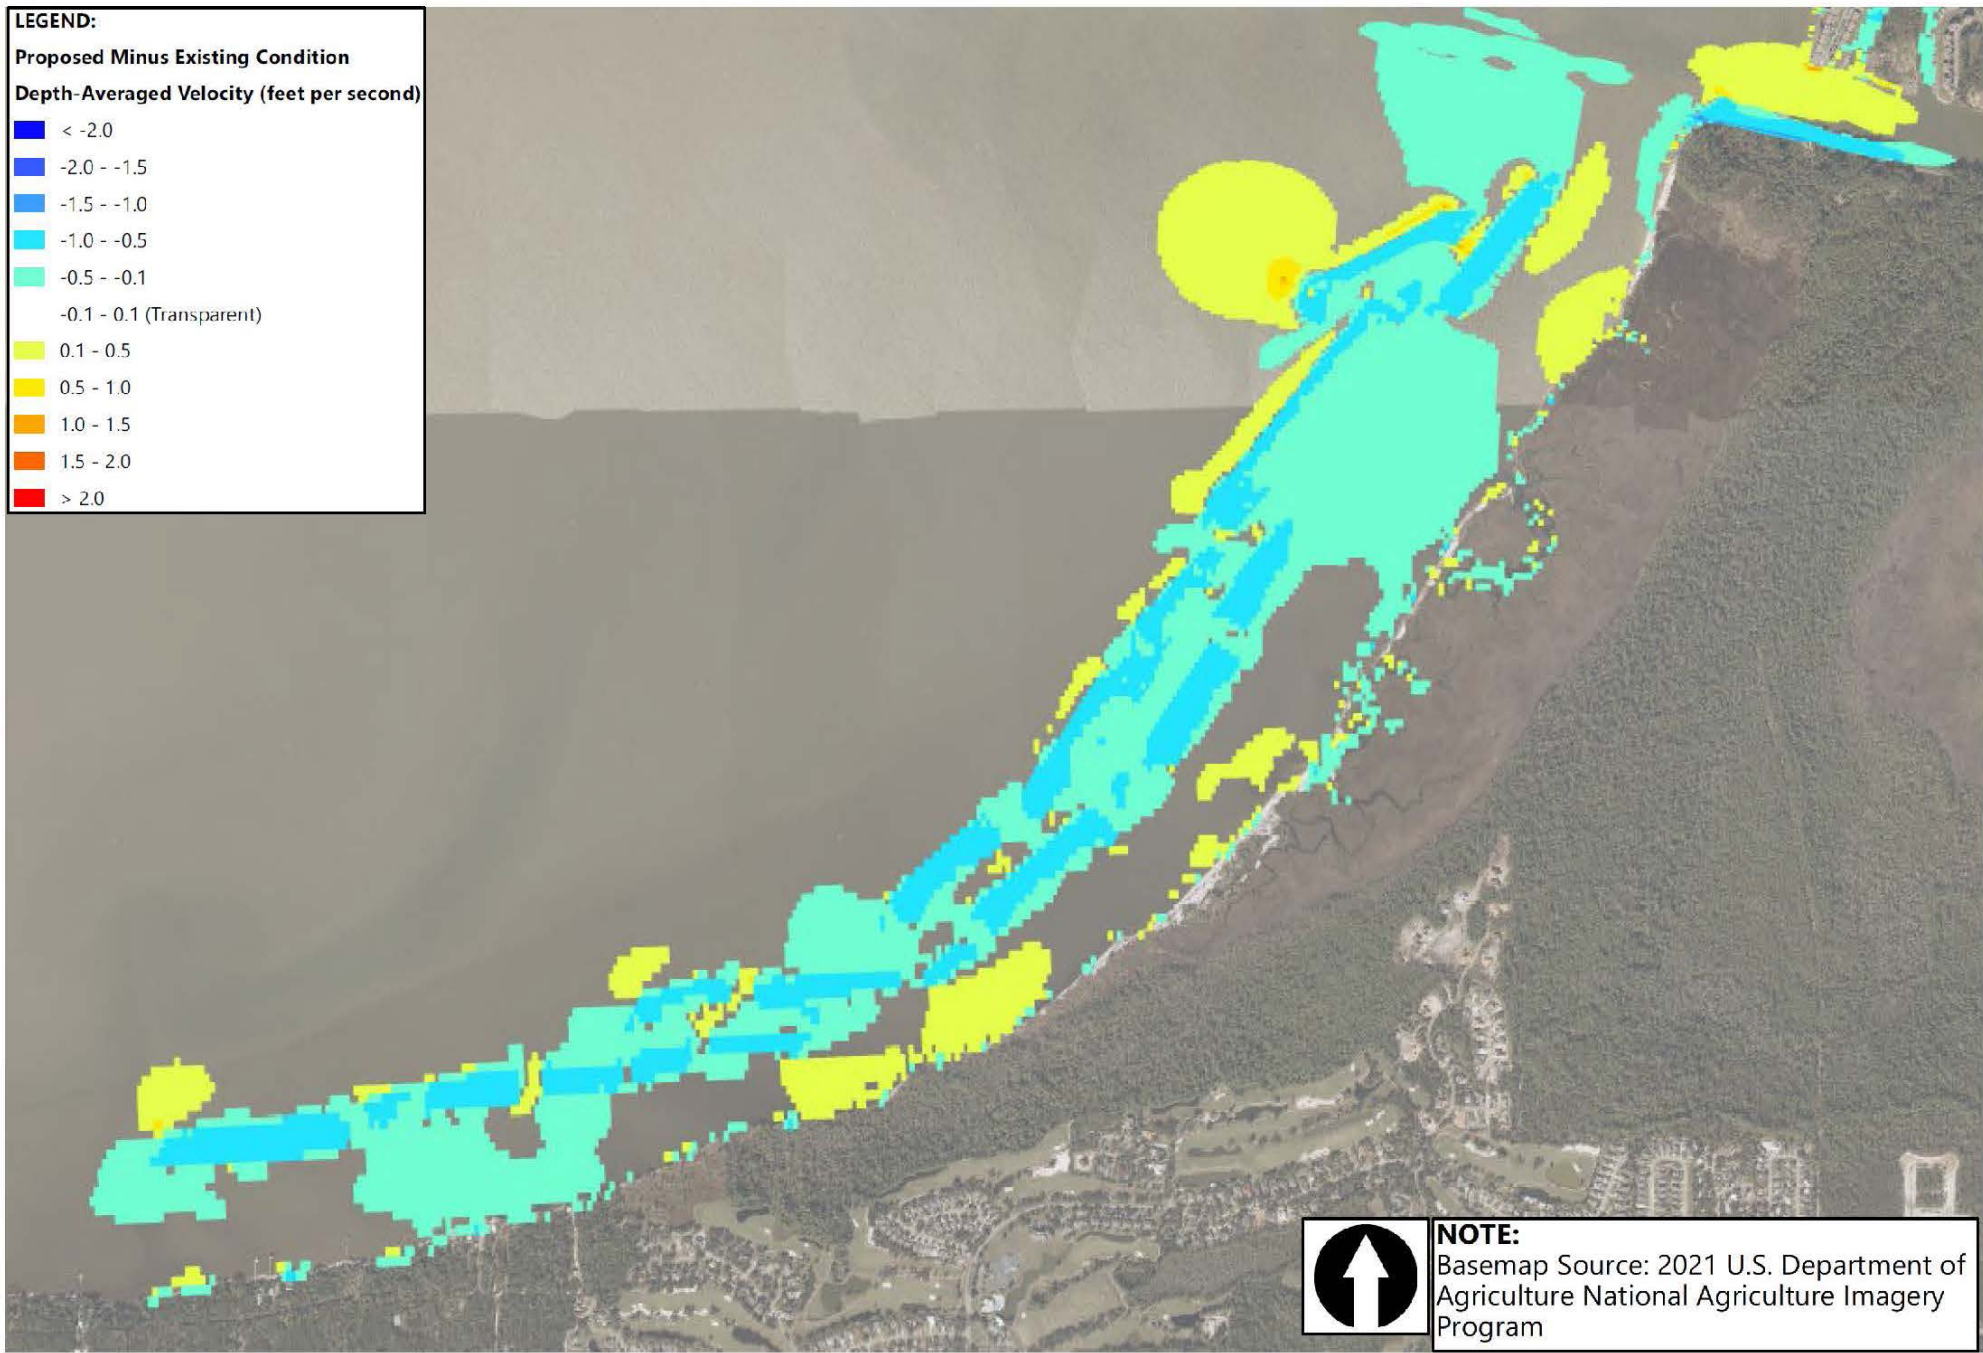 LEGEND:
Proposed Minus Existing Condition
Depth-Averaged Velocity (feet per second)
< -2.0
-2.0 - -1.5
-1.5 - -1.0
-1.0 - -0.5
-0.5 - -0.1
-0.1 - 0.1 (Transparent)
0.1 - 0.5
0.5 - 1.0
1.0 - 1.5
1.5 - 2.0
> 2.0
NOTE:
Basemap Source: 2021 U.S. Department of
Agriculture National Agriculture Imagery
Program